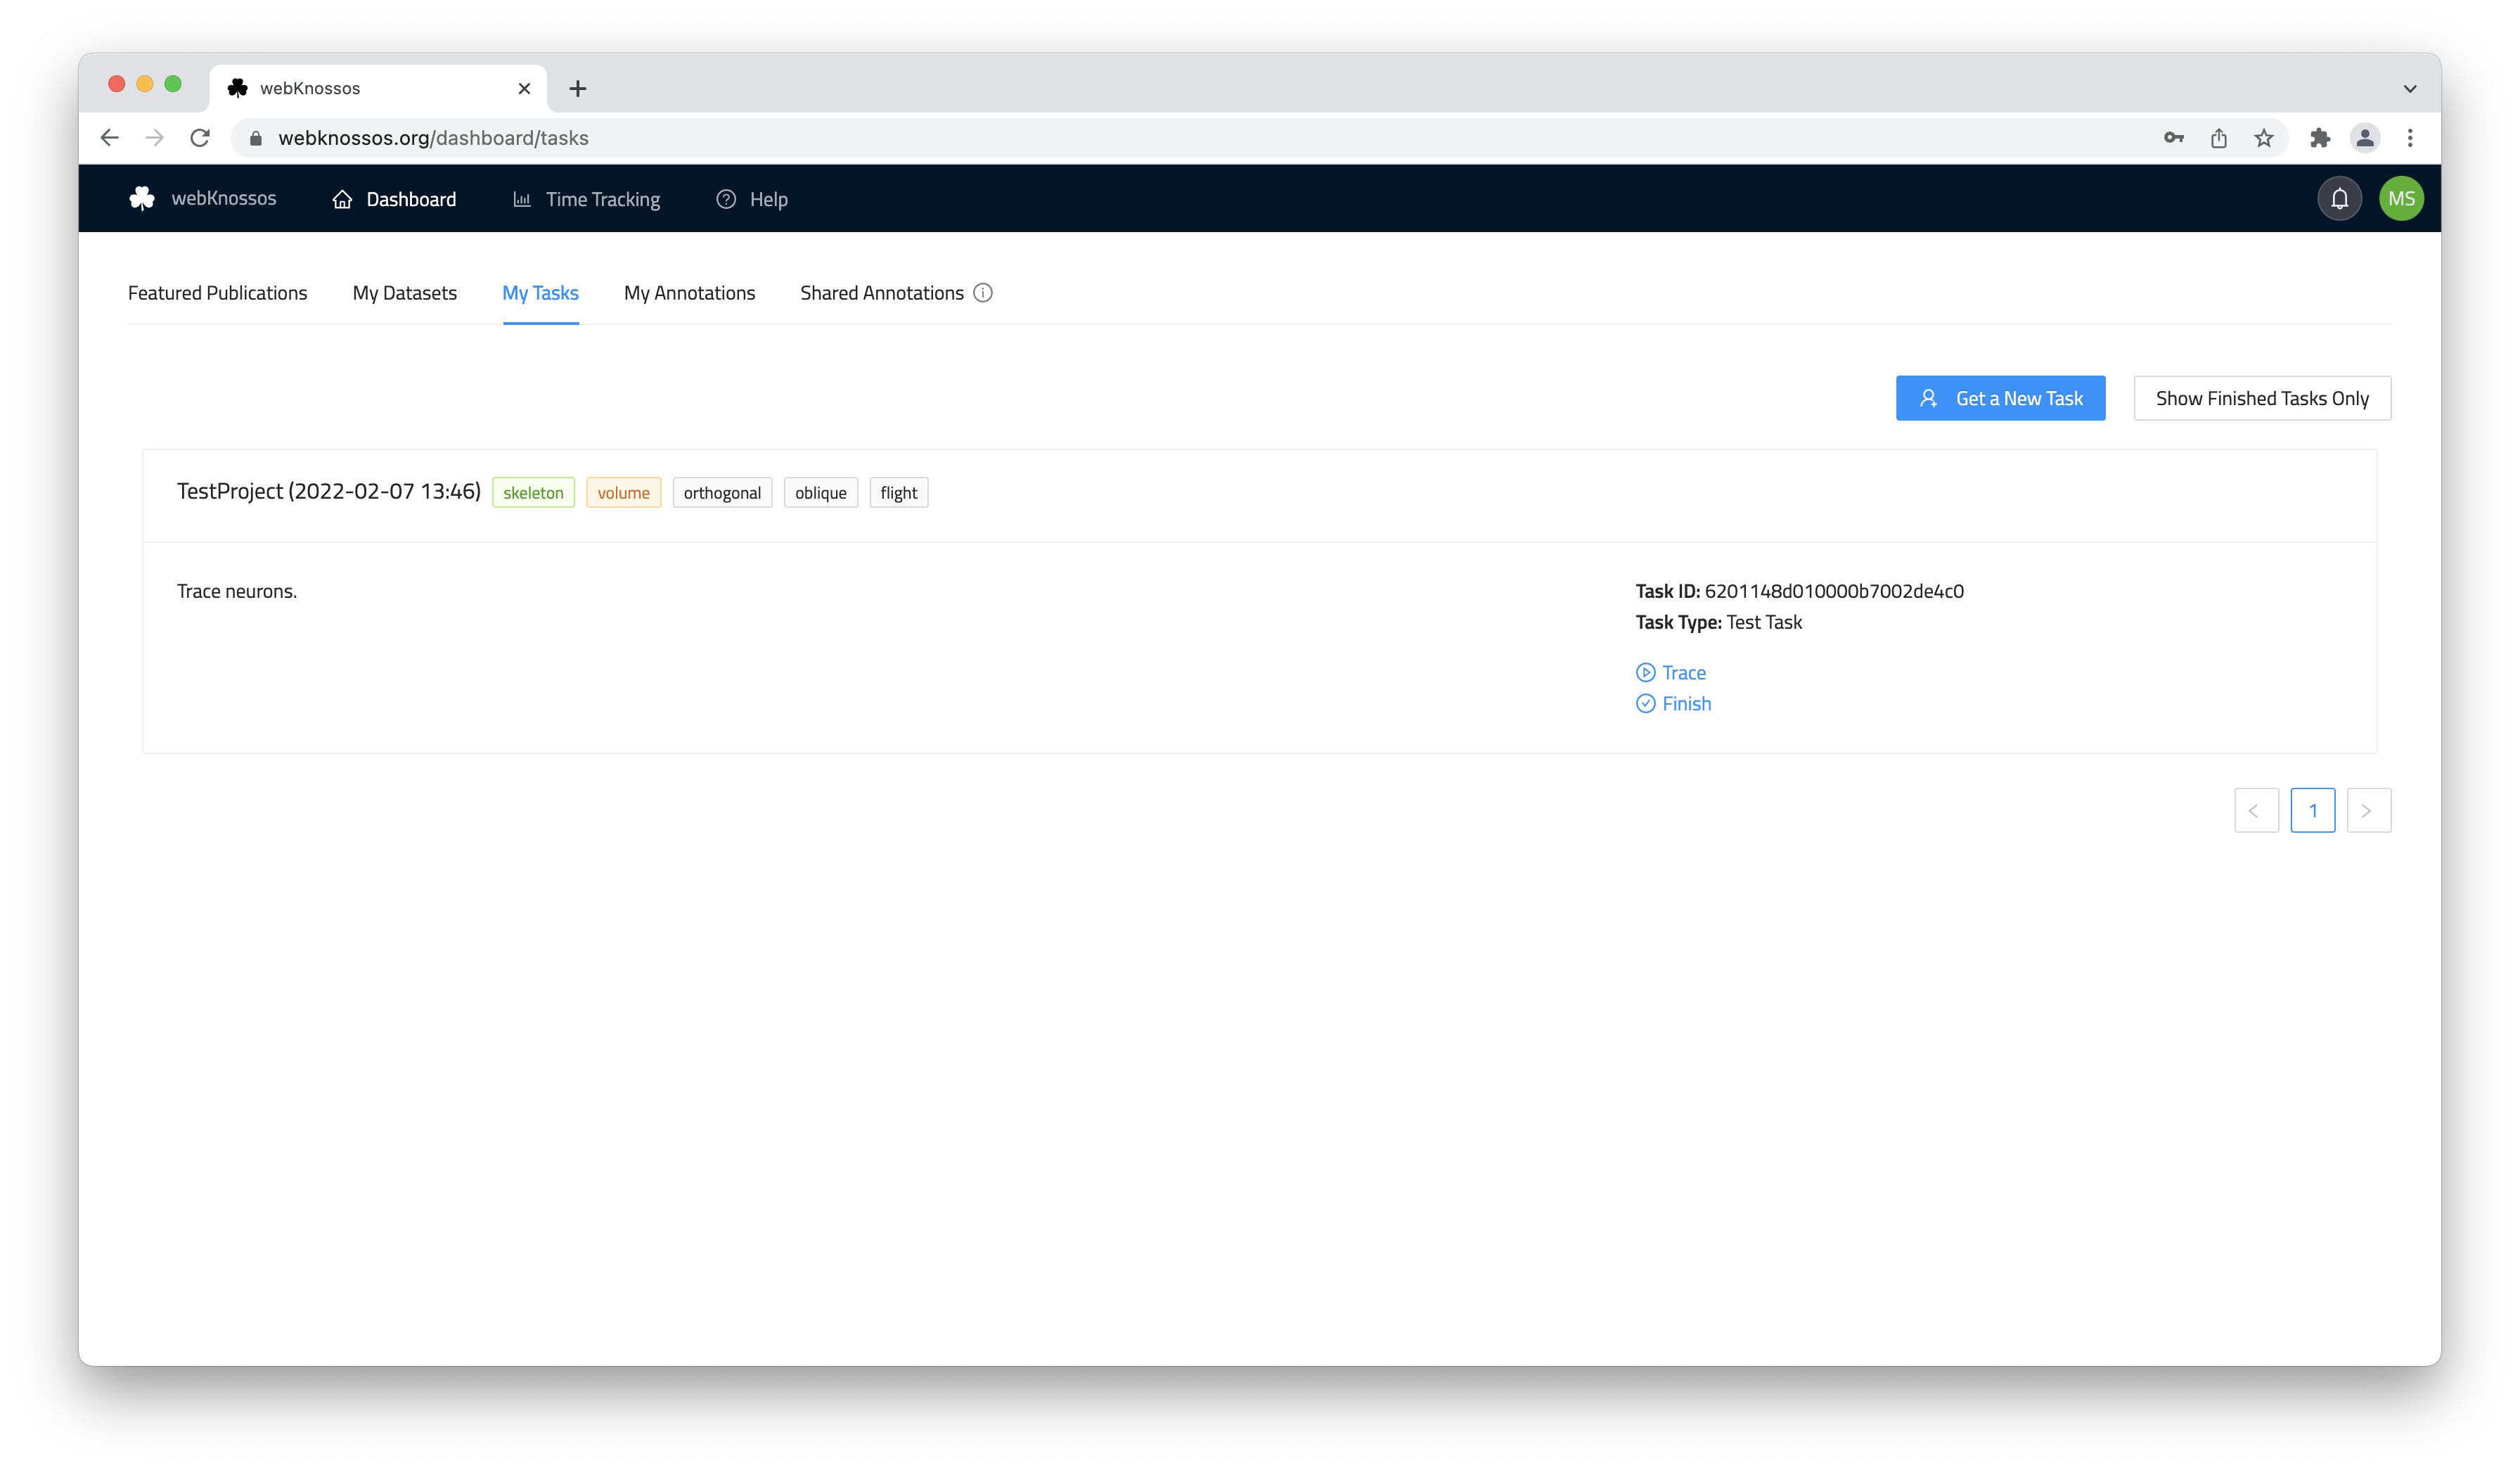 webKnossos
webknossos.org/dashboard/tasks
webKnossos Dashboard Time Tracking Help MS
Featured Publications My Datasets My Tasks My Annotations Shared Annotations
Get a New Task Show Finished Tasks Only
TestProject (2022-02-07 13:46) skeleton volume orthogonal oblique flight
Trace neurons. Task ID: 6201148d010000b7002de4c0
Task Type: Test Task
Trace
Finish
1